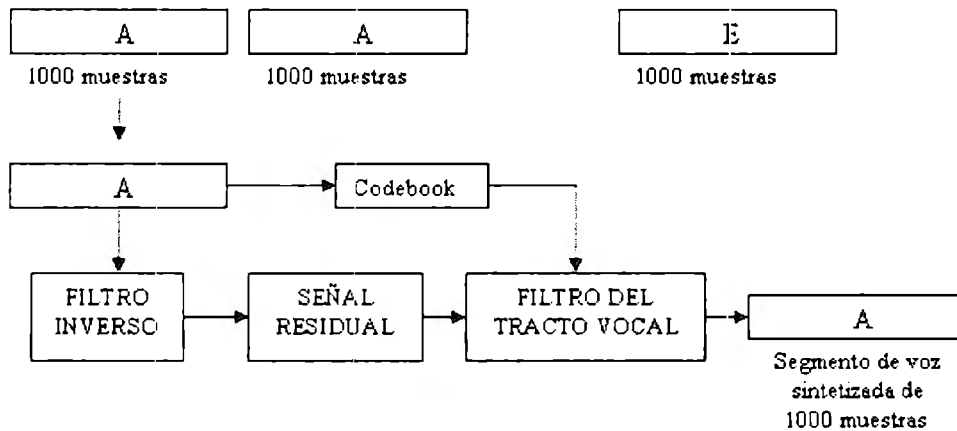 A A E
1000 muestras 1000 muestras 1000 muestras
A Codebook
FILTRO
INVERSO
SEÑAL
RESIDUAL
FILTRO DEL
TRACTO VOCAL
A
Segmento de voz
sintetizada de
1000 muestras